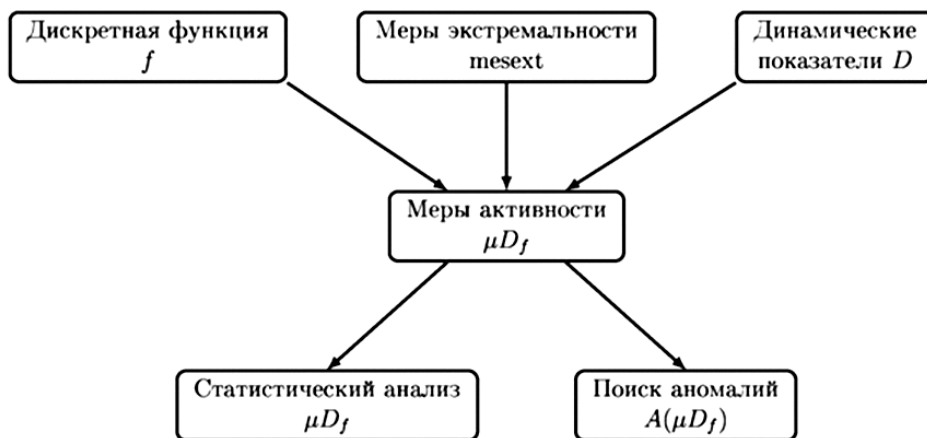 Дискретная функция
f
Меры экстремальности
mesext
Динамические
показатели D
Меры активности
μD_f
Статистический анализ
μD_f
Поиск аномалий
A(μD_f)